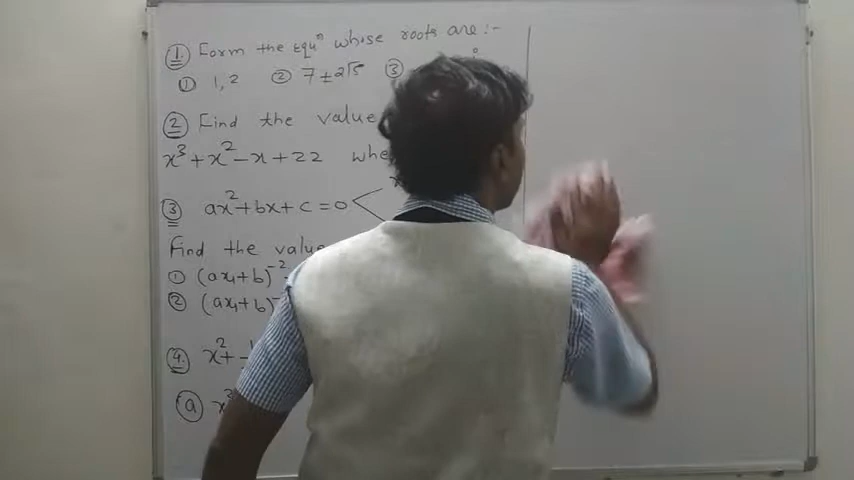 ① Form the Equⁿ whose roots are :-
① 1, 2 ② 7 ± 2√5 ③
② Find the value
x³ + x² - x + 22 whe
③ ax² + bx + c = 0
Find the value
① (ax₁ + b)⁻²
② (ax₁ + b)⁻
④ x² +
ⓐ x³